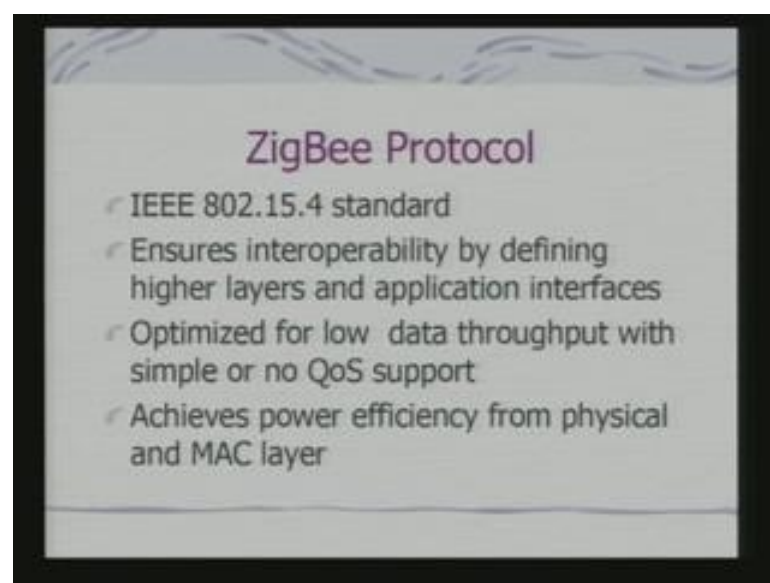 ZigBee Protocol
IEEE 802.15.4 standard
Ensures interoperability by defining
higher layers and application interfaces
Optimized for low data throughput with
simple or no QoS support
Achieves power efficiency from physical
and MAC layer